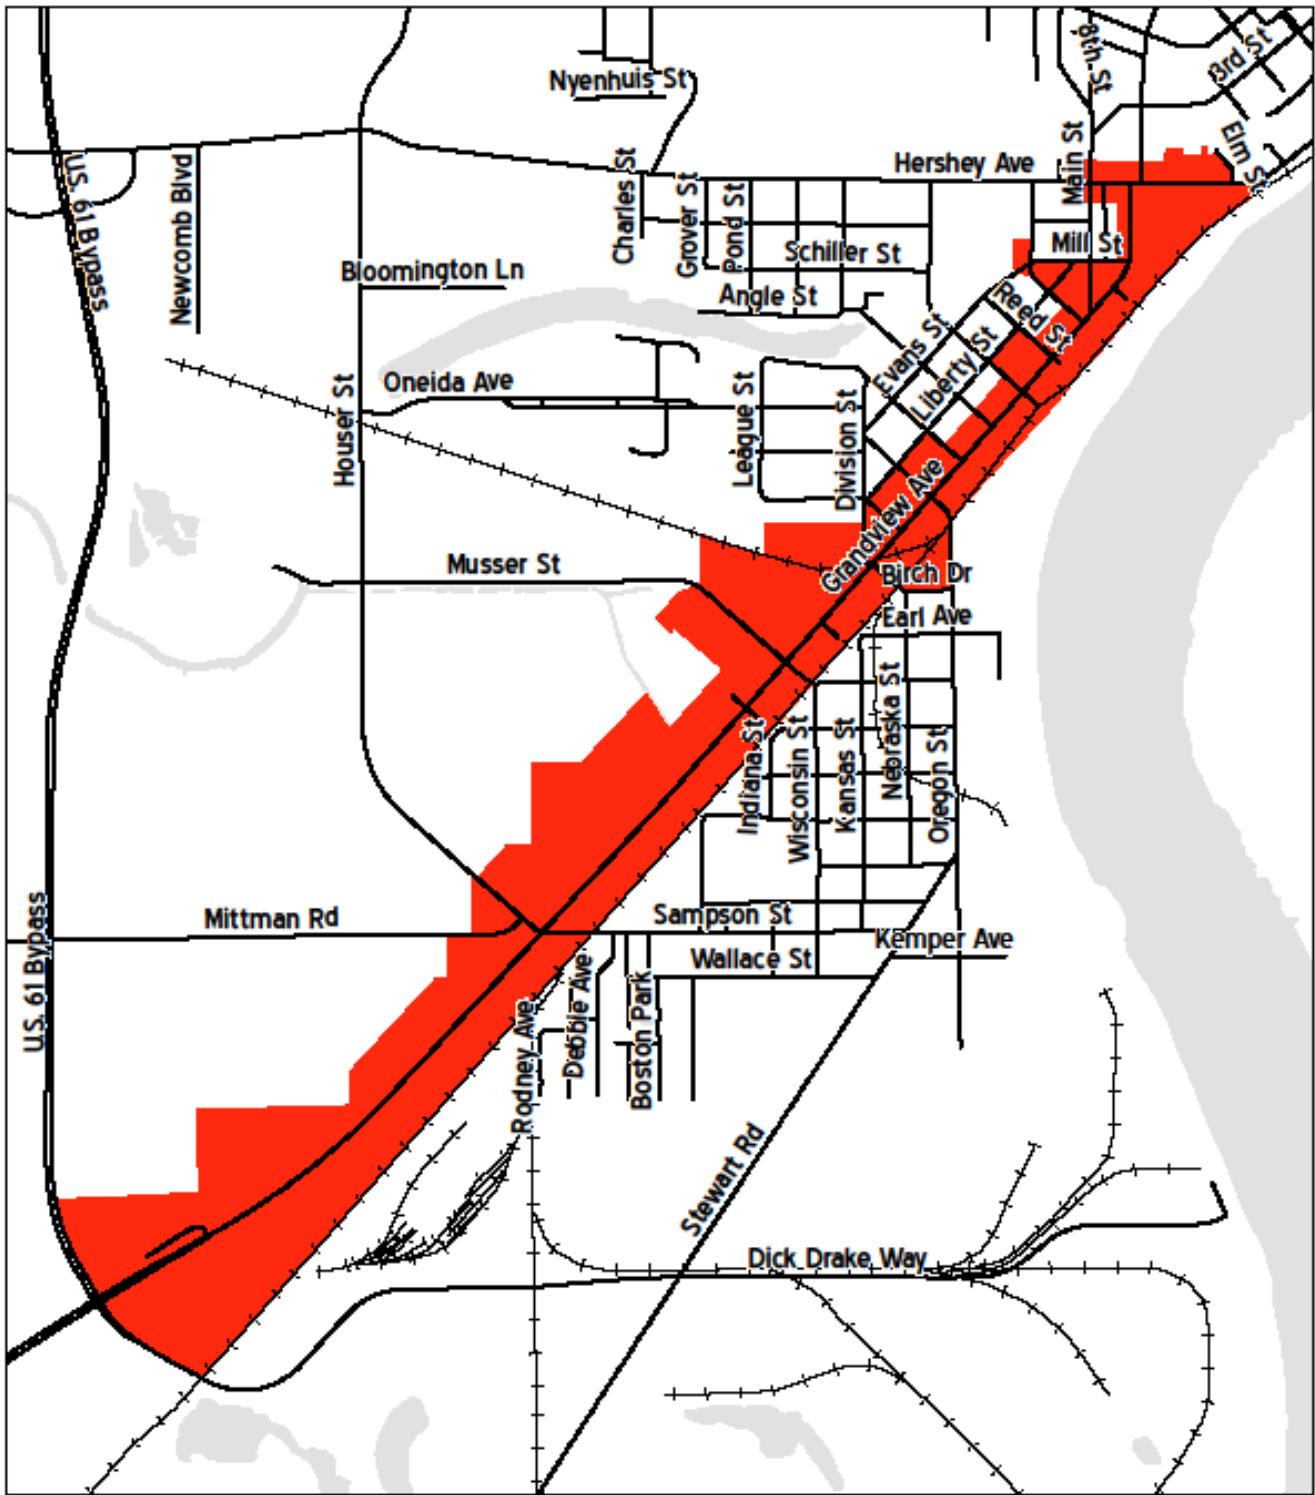 8th St
3rd St
Nyenhuis St
Elm St
Main St
Hershey Ave
Charles St
U.S. 61 Bypass
Newcomb Blvd
Grover St
Pond St
Mill St
Schiller St
Bloomington Ln
Angle St
Reed St
Evans St
Liberty St
Oneida Ave
Houser St
League St
Division St
Grandview Ave
Musser St
Birch Dr
Earl Ave
Nebraska St
Indiana St
Wisconsin St
Kansas St
Oregon St
Mittman Rd
Sampson St
Kemper Ave
Wallace St
U.S. 61 Bypass
Debbie Ave
Boston Park
Rodney Ave
Stewart Rd
Dick Drake Way